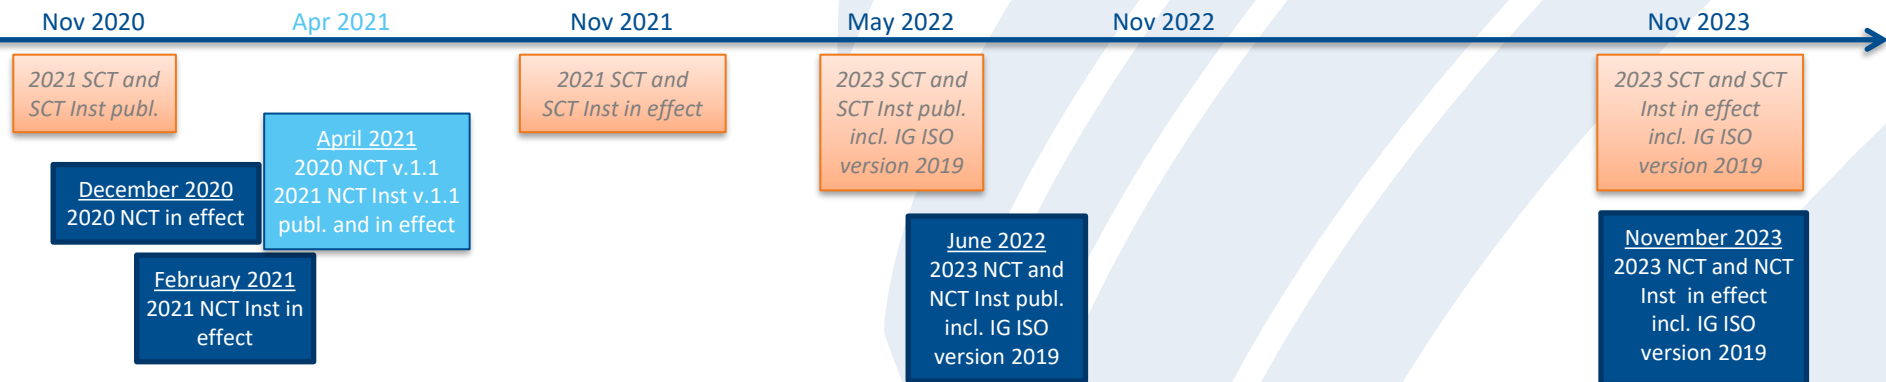 Nov 2020
Apr 2021
Nov 2021
May 2022
Nov 2022
Nov 2023
2021 SCT and
SCT Inst publ.
2021 SCT and
SCT Inst in effect
2023 SCT and
SCT Inst publ.
incl. IG ISO
version 2019
2023 SCT and SCT
Inst in effect
incl. IG ISO
version 2019
December 2020
2020 NCT in effect
April 2021
2020 NCT v.1.1
2021 NCT Inst v.1.1
publ. and in effect
February 2021
2021 NCT Inst in
effect
June 2022
2023 NCT and
NCT Inst publ.
incl. IG ISO
version 2019
November 2023
2023 NCT and NCT
Inst in effect
incl. IG ISO
version 2019